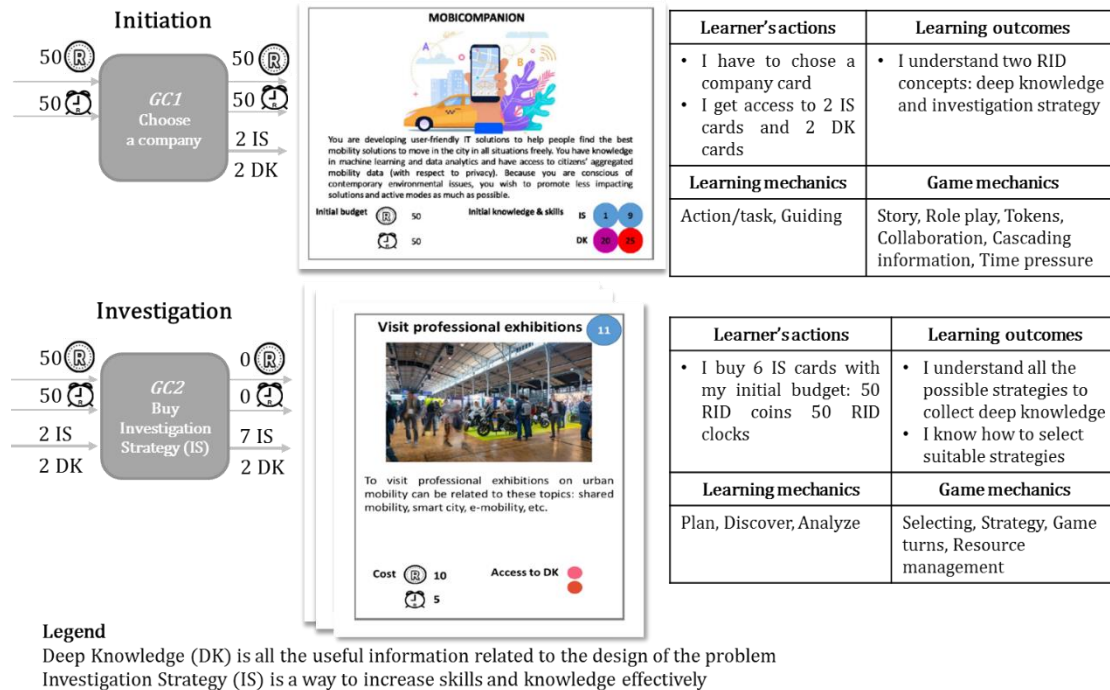 Initiation
50 R
50
GC1
Choose
a company
50 R
50
2 IS
2 DK
MOBICOMPANION
A
B
You are developing user-friendly IT solutions to help people find the best
mobility solutions to move in the city in all situations freely. You have knowledge
in machine learning and data analytics and have access to citizens' aggregated
mobility data (with respect to privacy). Because you are conscious of
contemporary environmental issues, you wish to promote less impacting
solutions and active modes as much as possible.
Initial budget R 50 Initial knowledge & skills IS 1 9
50 DK 20 25
Learner's actions
• I have to chose a
company card
• I get access to 2 IS
cards and 2 DK
cards
Learning outcomes
• I understand two RID
concepts: deep knowledge
and investigation strategy
Learning mechanics
Action/task, Guiding
Game mechanics
Story, Role play, Tokens,
Collaboration, Cascading
information, Time pressure
Investigation
50 R
50
2 IS
2 DK
GC2
Buy
Investigation
Strategy (IS)
0 R
0
7 IS
2 DK
Visit professional exhibitions 11
To visit professional exhibitions on urban
mobility can be related to these topics: shared
mobility, smart city, e-mobility, etc.
Cost R 10 Access to DK
5
Learner's actions
• I buy 6 IS cards with
my initial budget: 50
RID coins 50 RID
clocks
Learning outcomes
• I understand all the
possible strategies to
collect deep knowledge
• I know how to select
suitable strategies
Learning mechanics
Plan, Discover, Analyze
Game mechanics
Selecting, Strategy, Game
turns, Resource
management
Legend
Deep Knowledge (DK) is all the useful information related to the design of the problem
Investigation Strategy (IS) is a way to increase skills and knowledge effectively